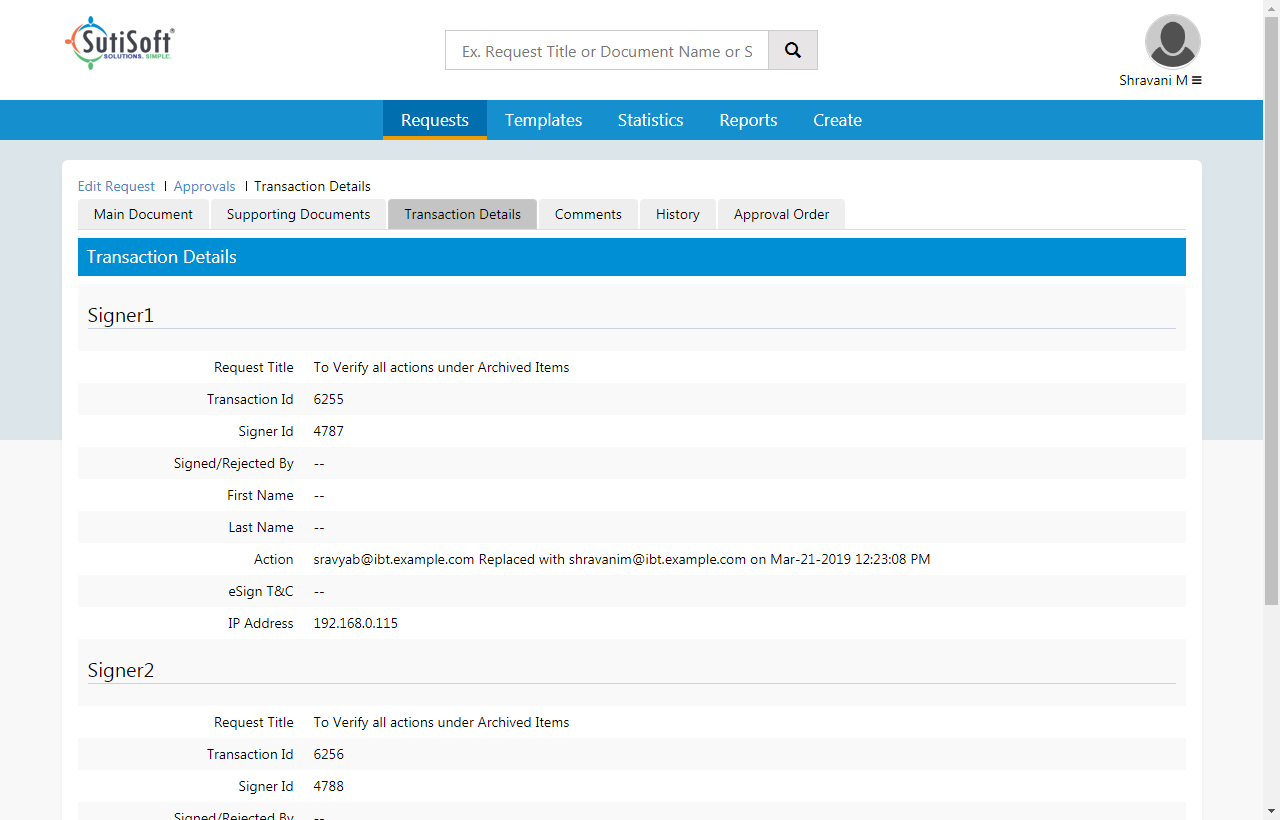 SutiSoft®
SOLUTIONS. SIMPLE.
Ex. Request Title or Document Name or S
Shravani M
Requests Templates Statistics Reports Create
Edit Request I Approvals I Transaction Details
Main Document Supporting Documents Transaction Details Comments History Approval Order
Transaction Details
Signer1
Request Title To Verify all actions under Archived Items
Transaction Id 6255
Signer Id 4787
Signed/Rejected By --
First Name --
Last Name --
Action sravyab@ibt.example.com Replaced with shravanim@ibt.example.com on Mar-21-2019 12:23:08 PM
eSign T&C --
IP Address 192.168.0.115
Signer2
Request Title To Verify all actions under Archived Items
Transaction Id 6256
Signer Id 4788
Signed/Rejected By --